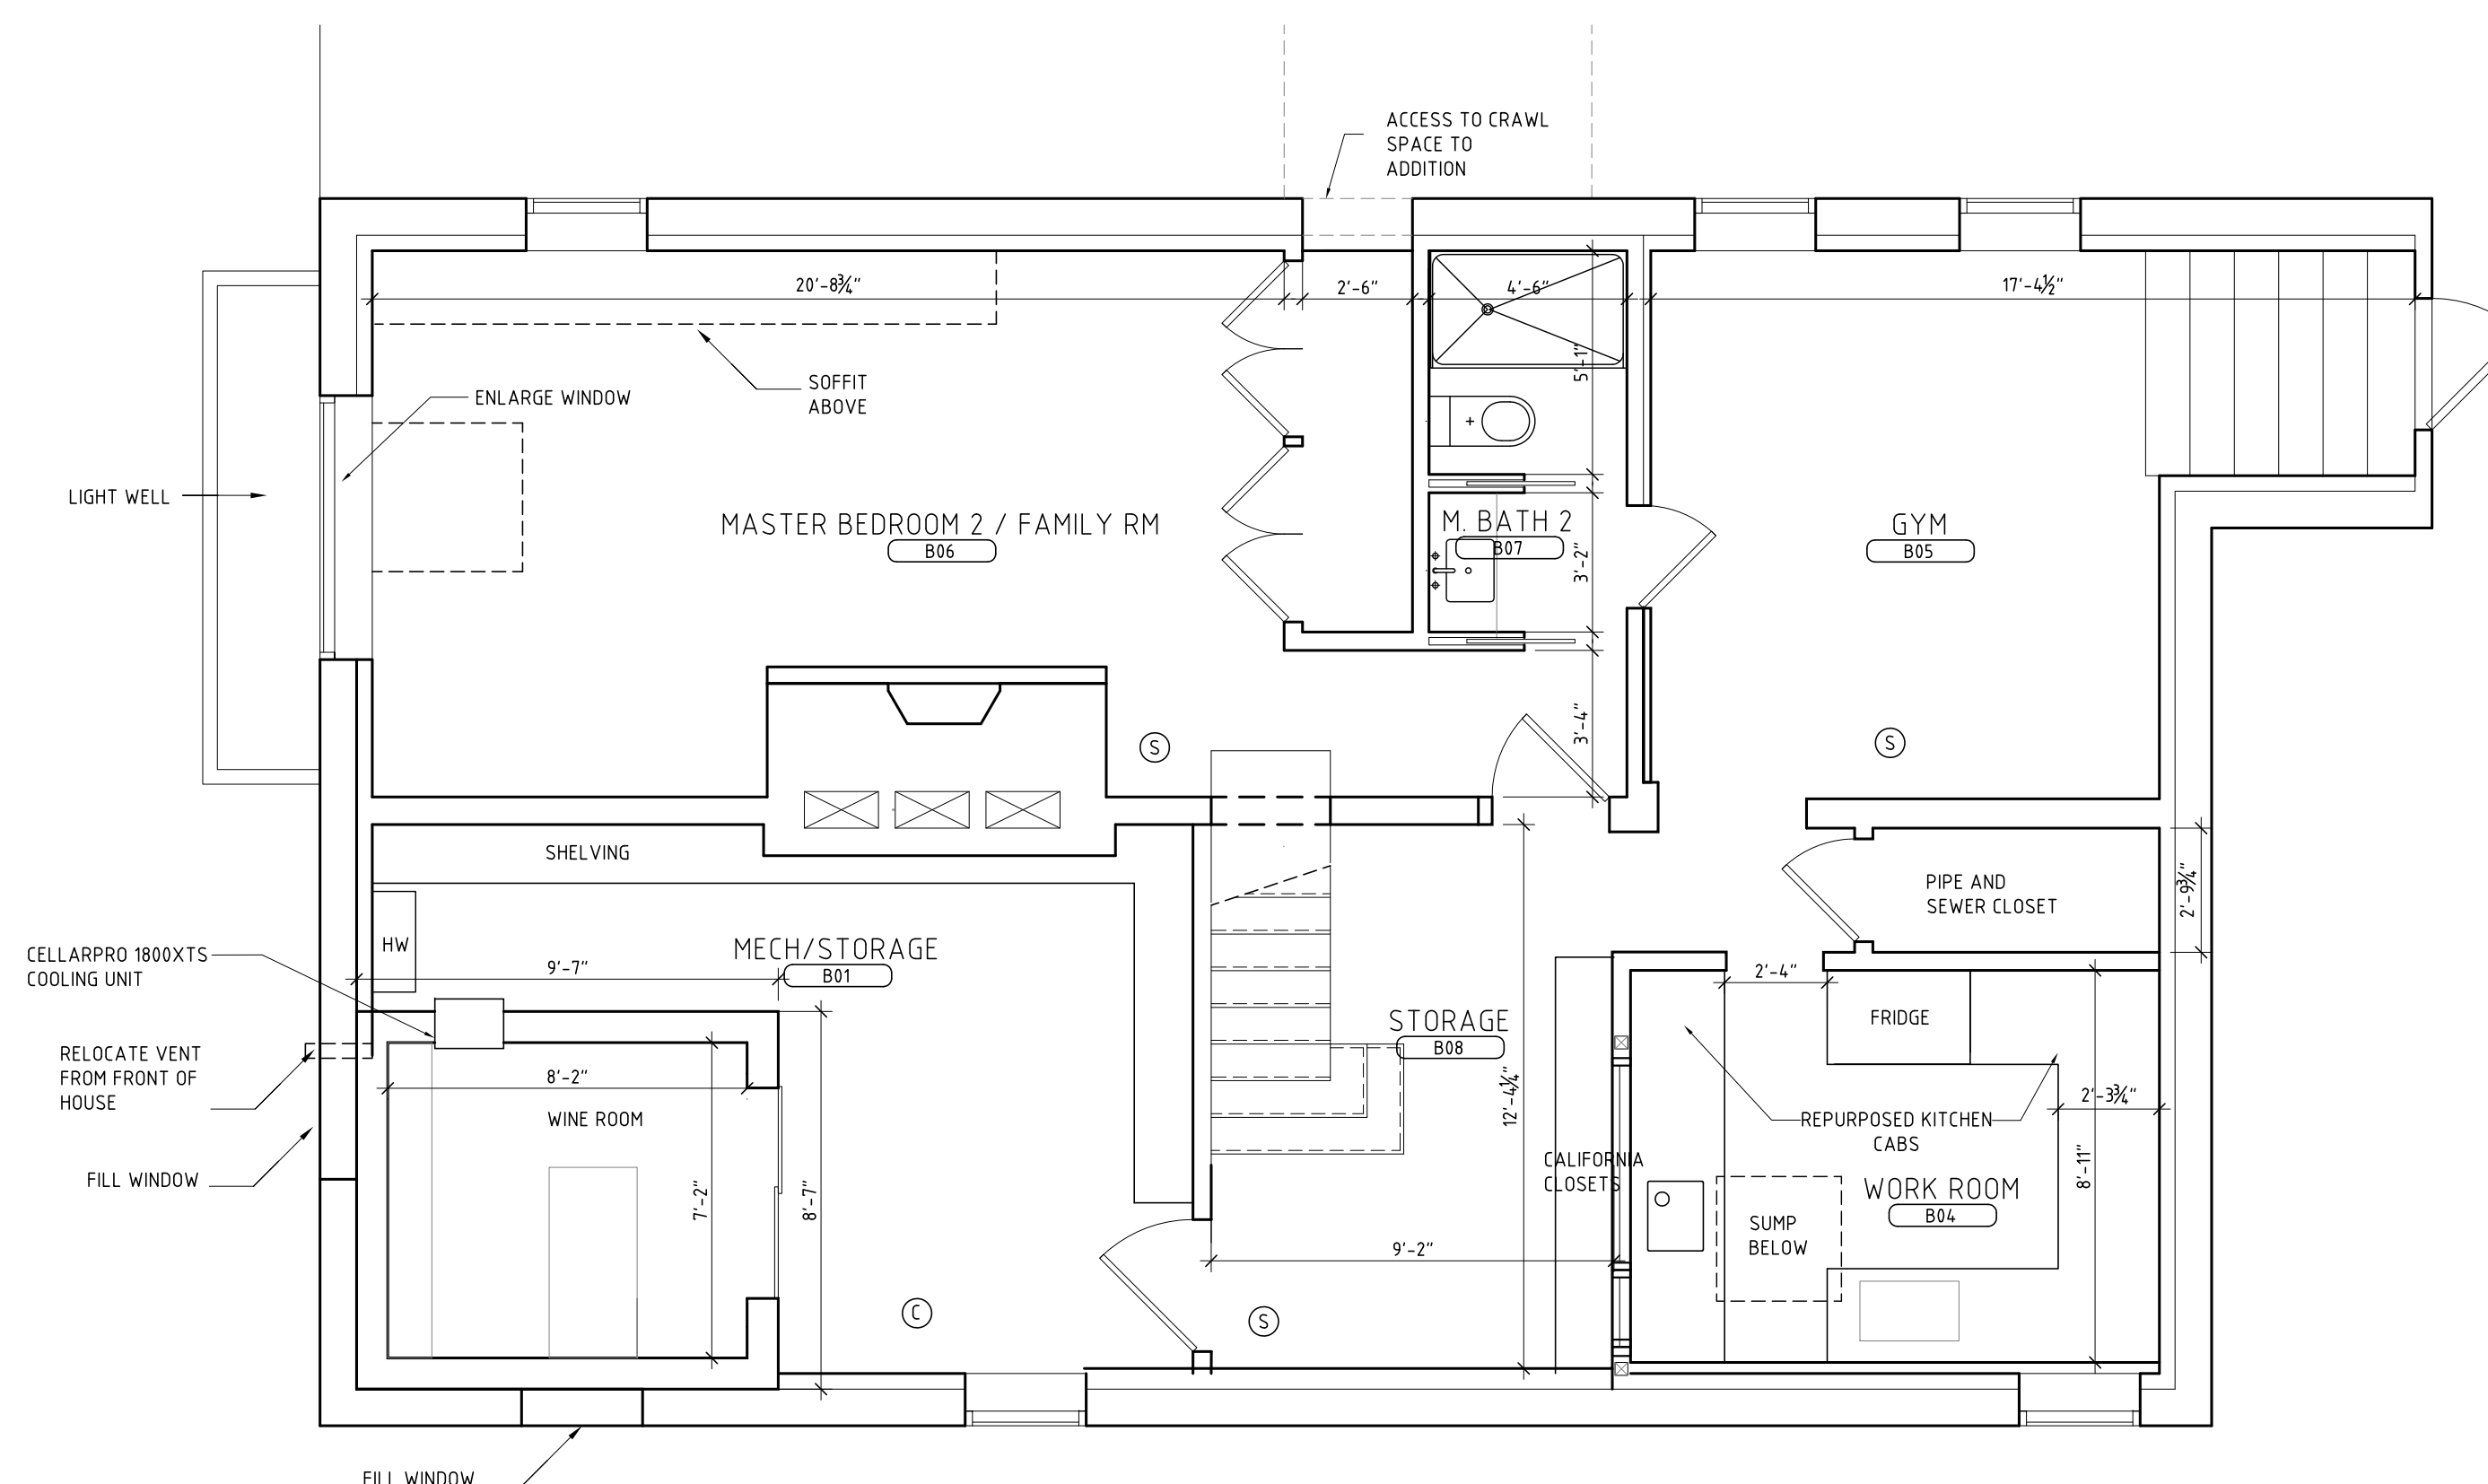 ACCESS TO CRAWL
SPACE TO
ADDITION
20'-8¾"
2'-6"
4'-6"
17'-4½"
SOFFIT
ABOVE
ENLARGE WINDOW
5'-1"
LIGHT WELL
MASTER BEDROOM 2 / FAMILY RM
B06
M. BATH 2
B07
GYM
B05
3'-2"
3'-4"
S
S
SHELVING
PIPE AND
SEWER CLOSET
2'-9¾"
HW
MECH/STORAGE
B01
CELLARPRO 1800XTS
COOLING UNIT
9'-7"
2'-4"
STORAGE
B08
FRIDGE
RELOCATE VENT
FROM FRONT OF
HOUSE
8'-2"
WINE ROOM
12'-4¼"
2'-3¾"
REPURPOSED KITCHEN
CABS
CALIFORNIA
CLOSETS
FILL WINDOW
7'-2"
8'-7"
8'-11"
WORK ROOM
B04
SUMP
BELOW
9'-2"
C
S
FILL WINDOW